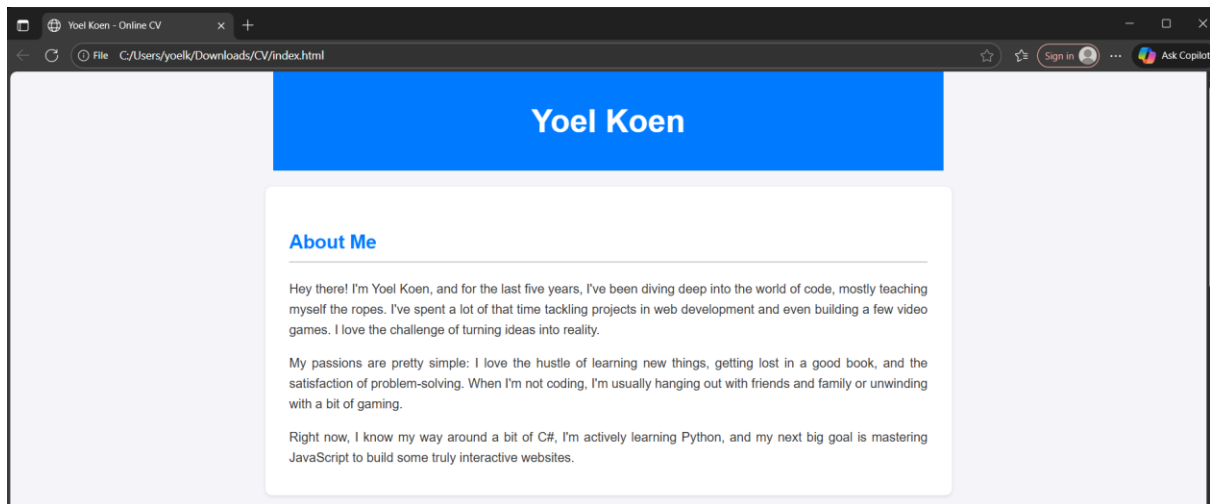 Yoel Koen - Online CV
File C:/Users/yoelk/Downloads/CV/index.html
Sign in
Ask Copilot
Yoel Koen
About Me
Hey there! I'm Yoel Koen, and for the last five years, I've been diving deep into the world of code, mostly teaching
myself the ropes. I've spent a lot of that time tackling projects in web development and even building a few video
games. I love the challenge of turning ideas into reality.
My passions are pretty simple: I love the hustle of learning new things, getting lost in a good book, and the
satisfaction of problem-solving. When I'm not coding, I'm usually hanging out with friends and family or unwinding
with a bit of gaming.
Right now, I know my way around a bit of C#, I'm actively learning Python, and my next big goal is mastering
JavaScript to build some truly interactive websites.